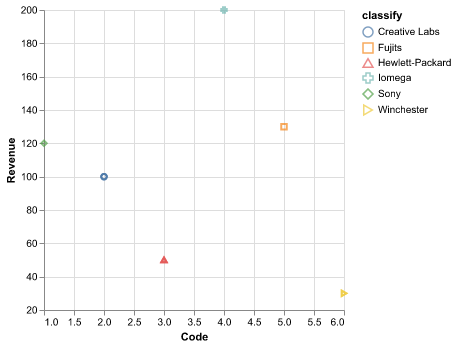 200
180
160
140
120
100
80
60
40
20
Revenue
1.0 1.5 2.0 2.5 3.0 3.5 4.0 4.5 5.0 5.5 6.0
Code
classify
Creative Labs
Fujits
Hewlett-Packard
Iomega
Sony
Winchester